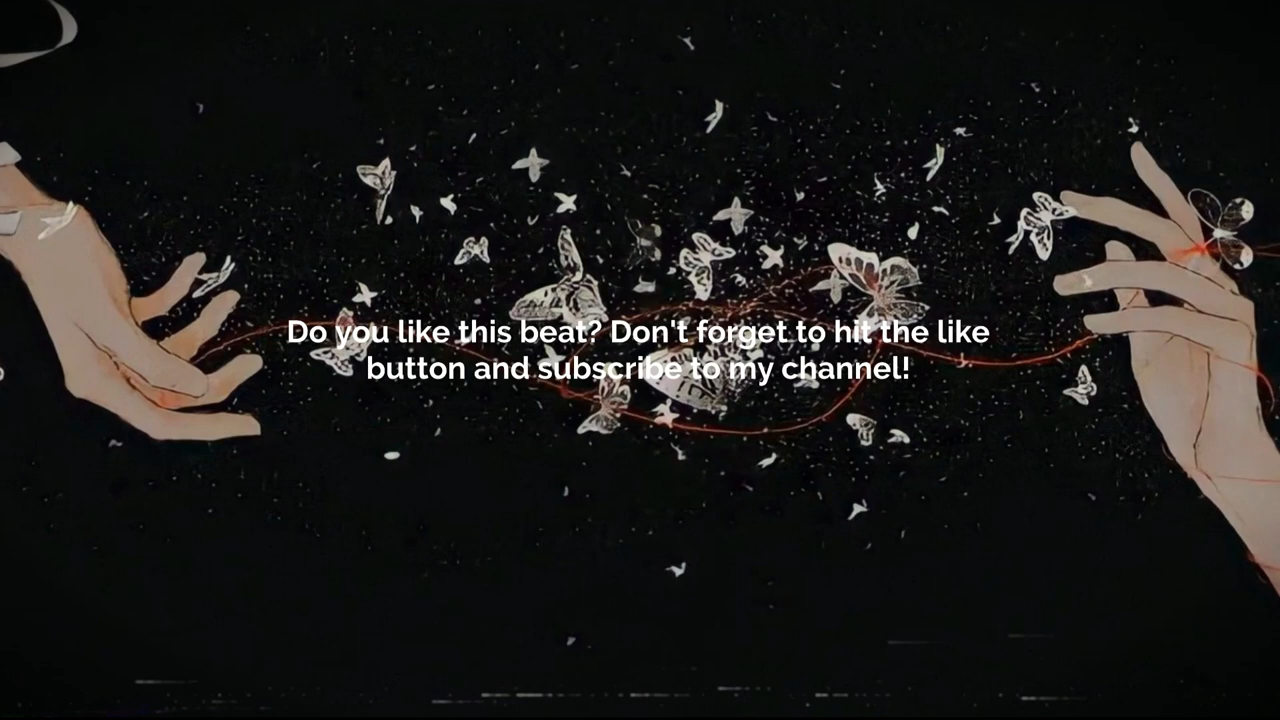 Do you like this beat? Don't forget to hit the like
button and subscribe to my channel!